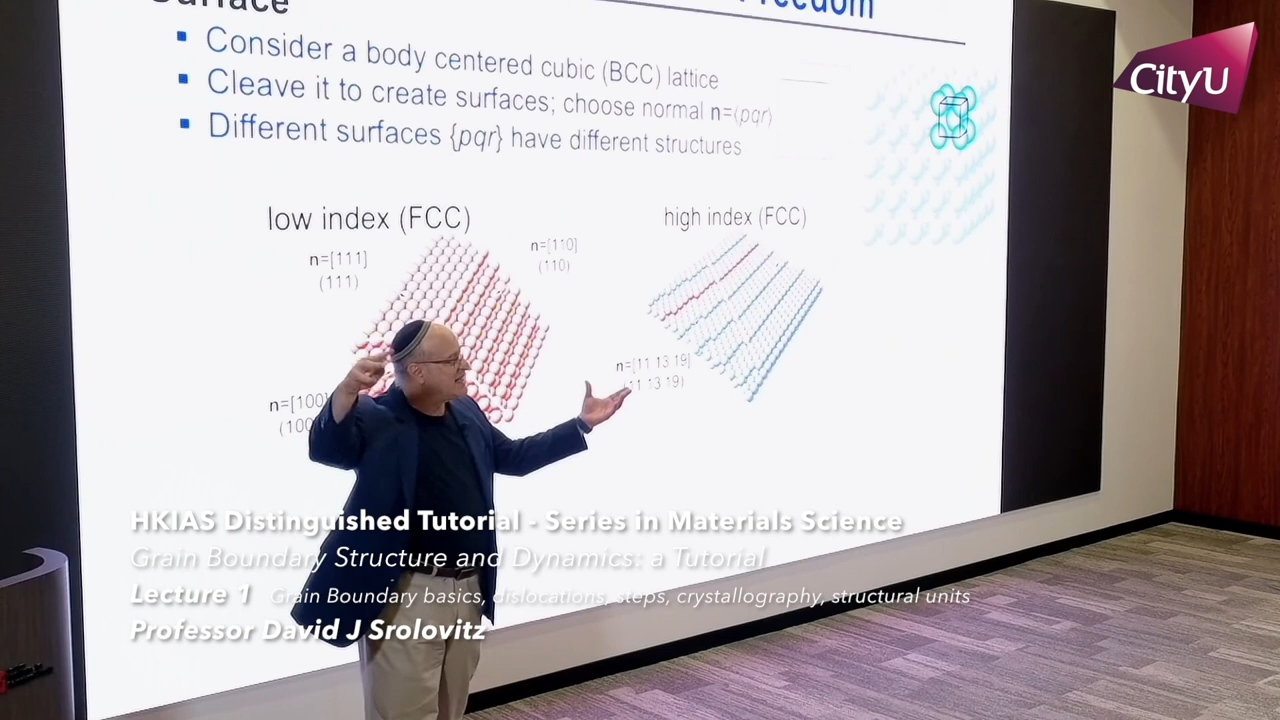 Surface
Freedom
▪ Consider a body centered cubic (BCC) lattice
▪ Cleave it to create surfaces; choose normal n=⟨pqr⟩
▪ Different surfaces {pqr} have different structures
CityU
low index (FCC)
high index (FCC)
n=[111]
(111)
n=[110]
(110)
n=[11 13 19]
(11 13 19)
n=[100]
(100
HKIAS Distinguished Tutorial - Series in Materials Science
Grain Boundary Structure and Dynamics: a Tutorial
Lecture 1 Grain Boundary basics, dislocations, steps, crystallography, structural units
Professor David J Srolovitz